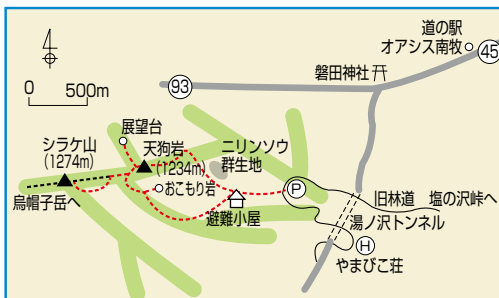 道の駅
オアシス南牧
45
磐田神社
93
0 500m
展望台
シラケ山
(1274m)
天狗岩
(1234m)
ニリンソウ
群生地
おこもり岩
烏帽子岳へ
避難小屋
P
旧林道 塩の沢峠へ
湯ノ沢トンネル
H
やまびこ荘